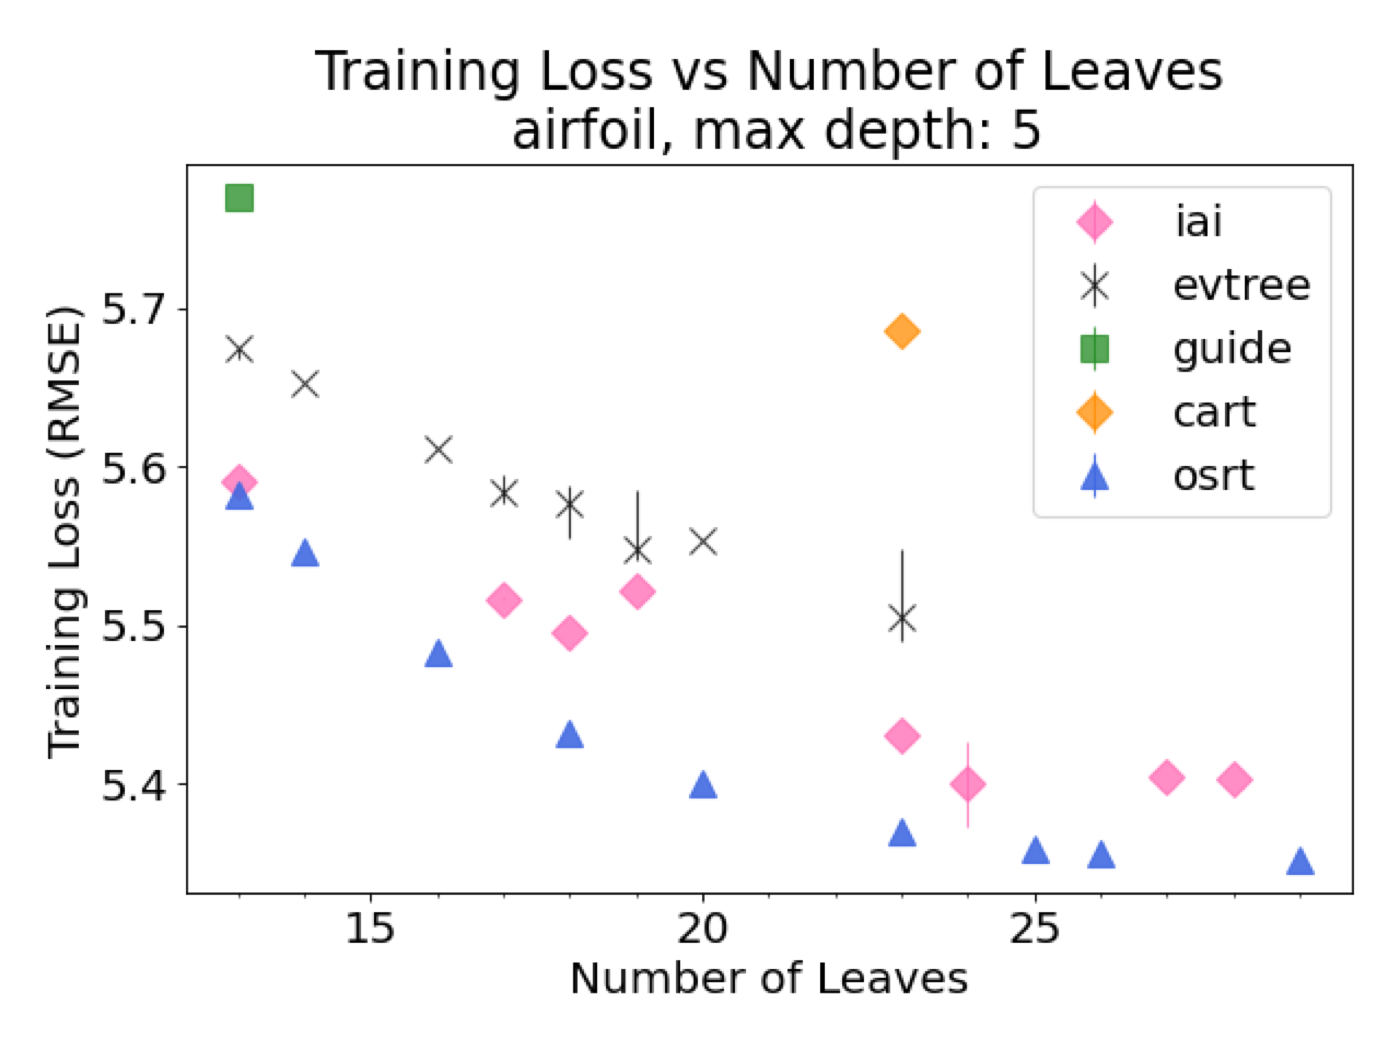 Training Loss vs Number of Leaves
airfoil, max depth: 5
Training Loss (RMSE)
5.7
5.6
5.5
5.4
iai
evtree
guide
cart
osrt
15
20
25
Number of Leaves